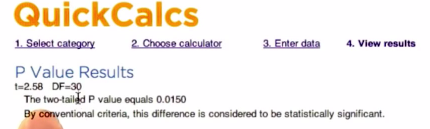 QuickCalcs
1. Select category 2. Choose calculator 3. Enter data 4. View results
P Value Results
t=2.58 DF=30
The two-tailed P value equals 0.0150
By conventional criteria, this difference is considered to be statistically significant.